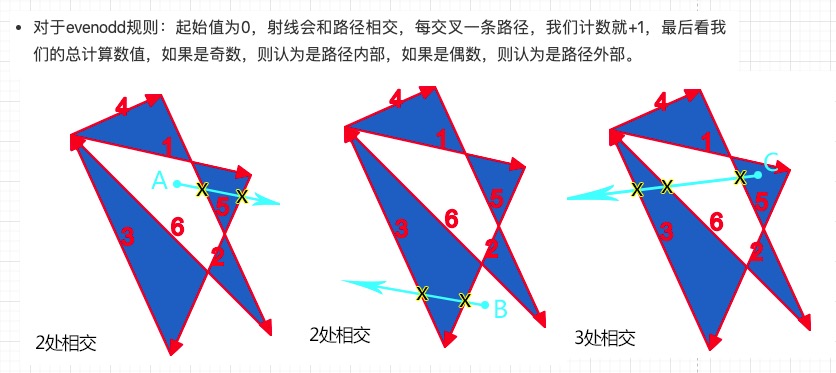 对于evenodd规则：起始值为0，射线会和路径相交，每交叉一条路径，我们计数就+1，最后看我
们的总计算数值，如果是奇数，则认为是路径内部，如果是偶数，则认为是路径外部。
4
1
A
X
X
5
3
6
2
2处相交
4
1
5
3
6
2
X
X
B
2处相交
4
1
C
X
X
X
5
3
6
2
3处相交